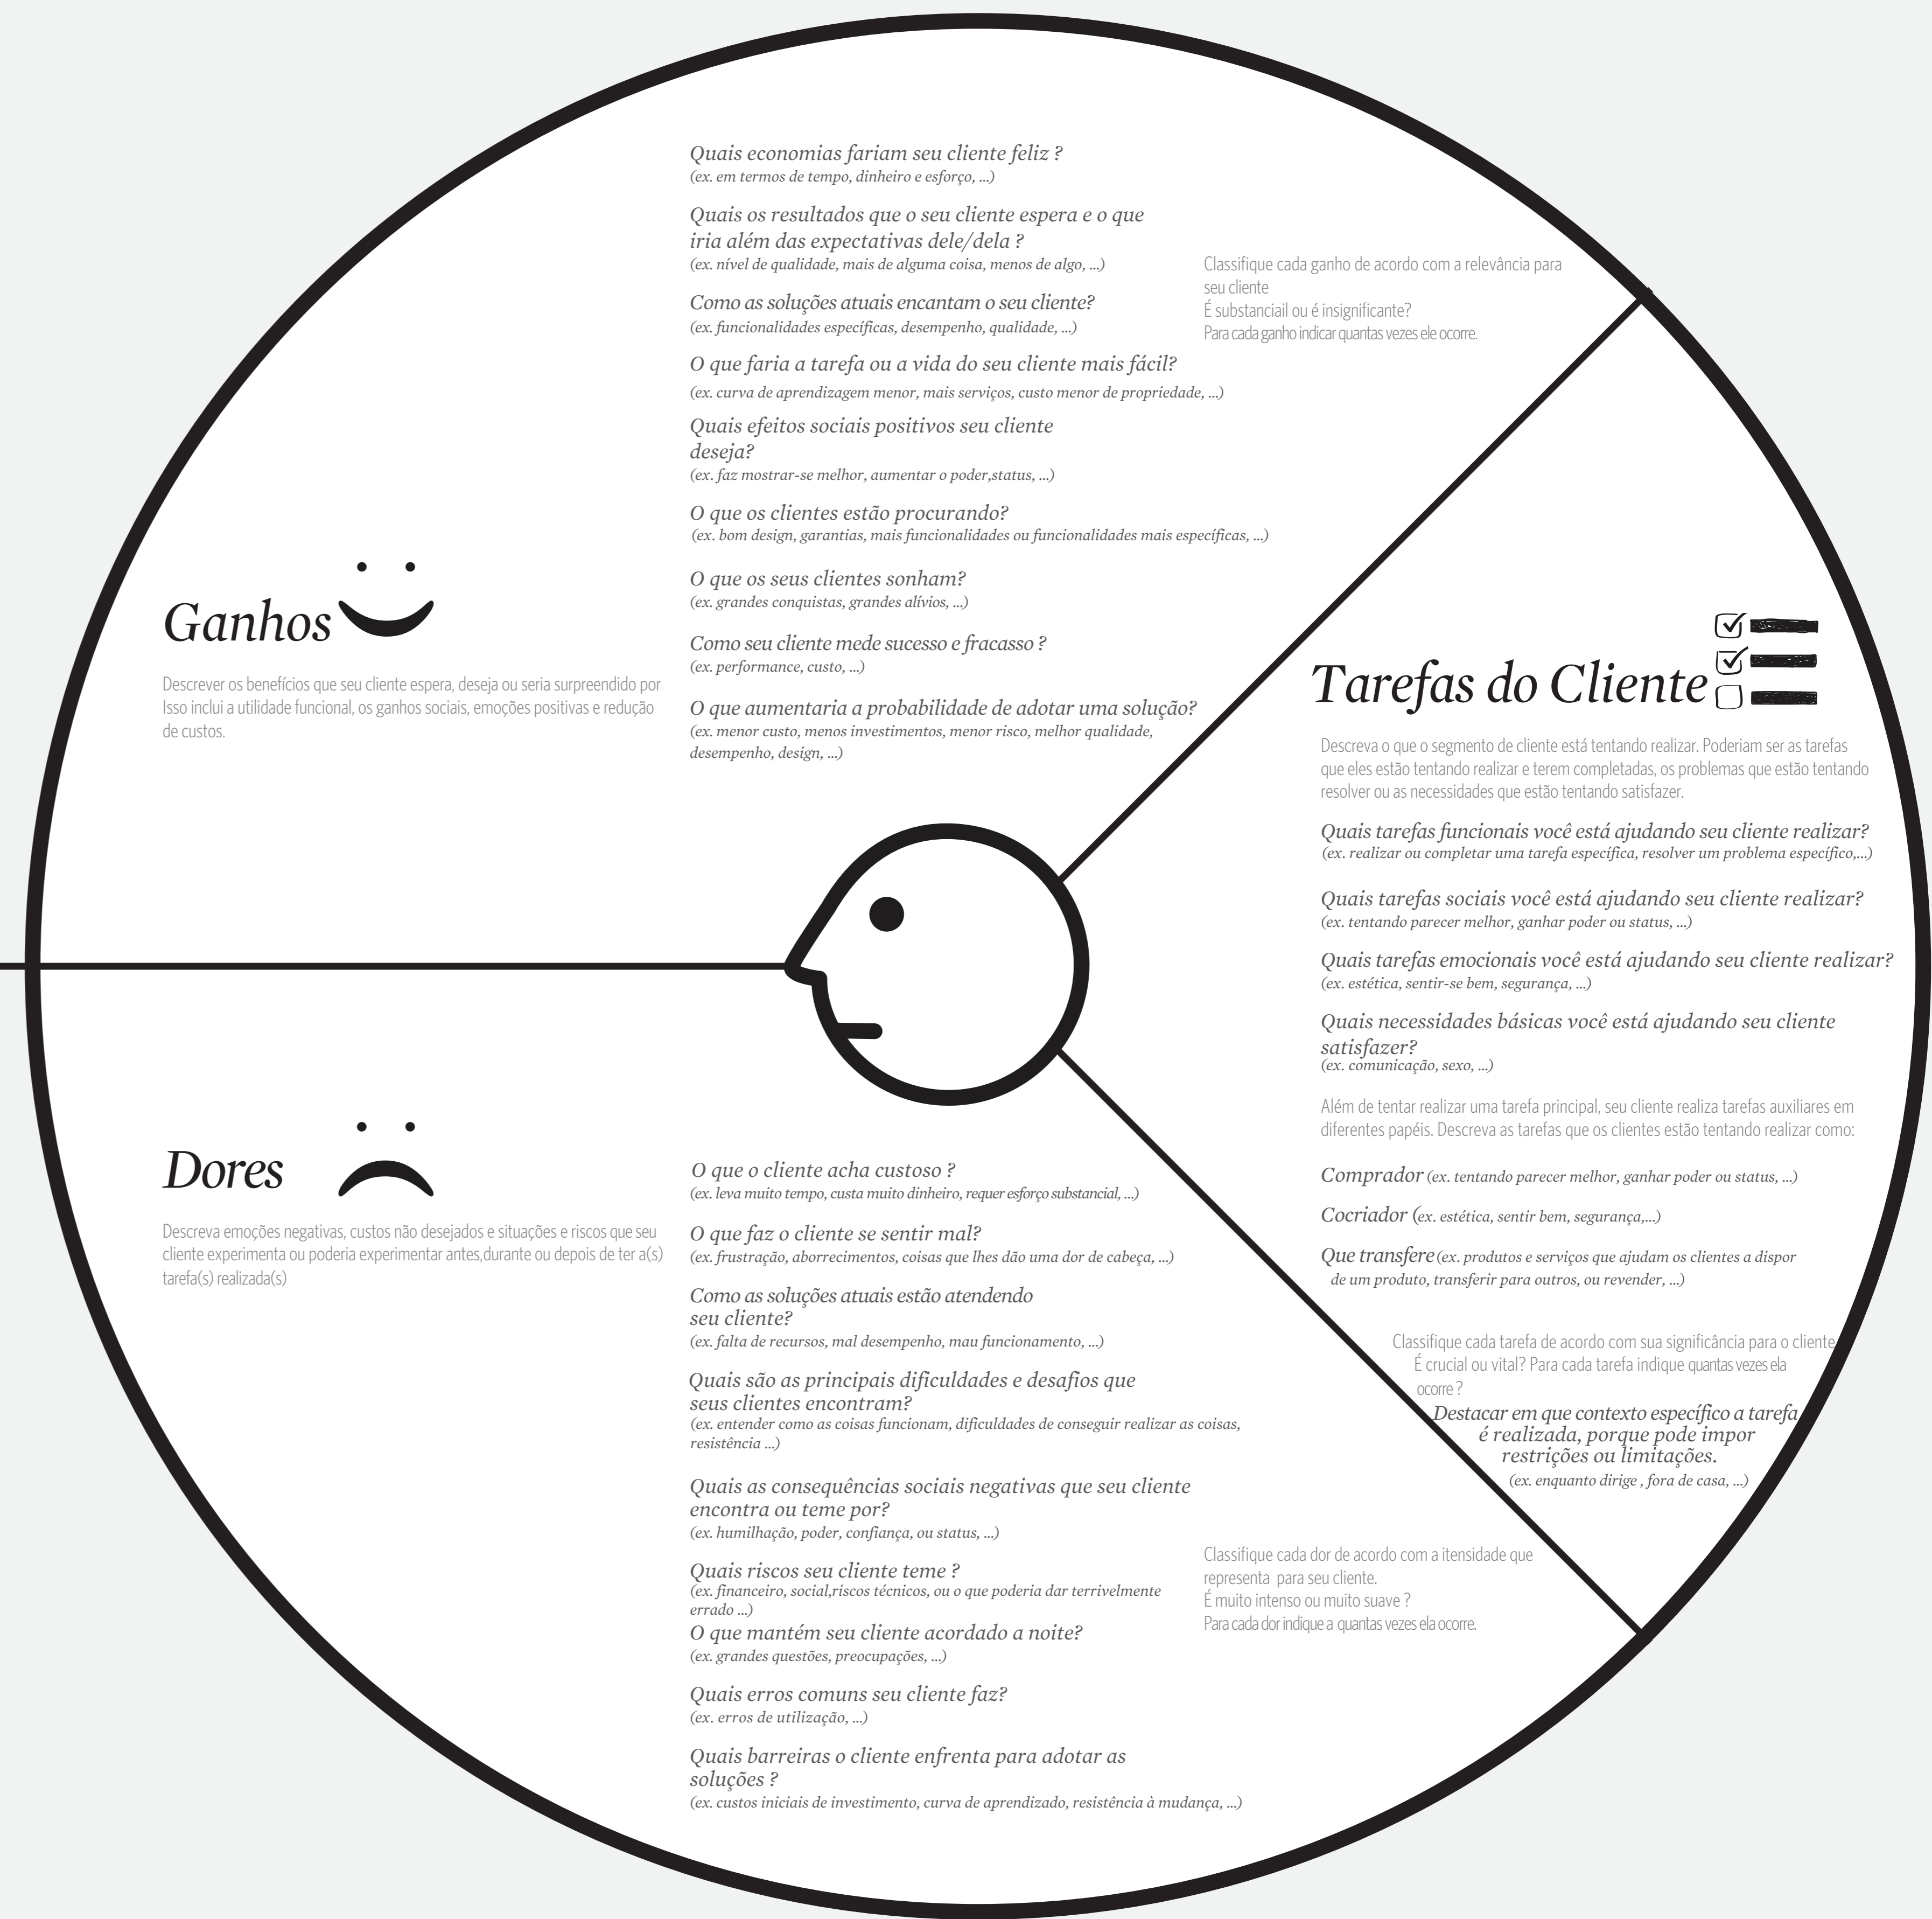 Quais economias fariam seu cliente feliz ?
(ex. em termos de tempo, dinheiro e esforço, ...)
Quais os resultados que o seu cliente espera e o que
iria além das expectativas dele/dela ?
(ex. nível de qualidade, mais de alguma coisa, menos de algo, ...)
Como as soluções atuais encantam o seu cliente?
(ex. funcionalidades específicas, desempenho, qualidade, ...)
O que faria a tarefa ou a vida do seu cliente mais fácil?
(ex. curva de aprendizagem menor, mais serviços, custo menor de propriedade, ...)
Quais efeitos sociais positivos seu cliente
deseja?
(ex. faz mostrar-se melhor, aumentar o poder,status, ...)
O que os clientes estão procurando?
(ex. bom design, garantias, mais funcionalidades ou funcionalidades mais específicas, ...)
O que os seus clientes sonham?
(ex. grandes conquistas, grandes alívios, ...)
Como seu cliente mede sucesso e fracasso ?
(ex. performance, custo, ...)
O que aumentaria a probabilidade de adotar uma solução?
(ex. menor custo, menos investimentos, menor risco, melhor qualidade,
desempenho, design, ...)
Classifique cada ganho de acordo com a relevância para
seu cliente
É substanciail ou é insignificante?
Para cada ganho indicar quantas vezes ele ocorre.
Ganhos
Descrever os benefícios que seu cliente espera, deseja ou seria surpreendido por
Isso inclui a utilidade funcional, os ganhos sociais, emoções positivas e redução
de custos.
Tarefas do Cliente
Descreva o que o segmento de cliente está tentando realizar. Poderiam ser as tarefas
que eles estão tentando realizar e terem completadas, os problemas que estão tentando
resolver ou as necessidades que estão tentando satisfazer.
Quais tarefas funcionais você está ajudando seu cliente realizar?
(ex. realizar ou completar uma tarefa específica, resolver um problema específico,...)
Quais tarefas sociais você está ajudando seu cliente realizar?
(ex. tentando parecer melhor, ganhar poder ou status, ...)
Quais tarefas emocionais você está ajudando seu cliente realizar?
(ex. estética, sentir-se bem, segurança, ...)
Quais necessidades básicas você está ajudando seu cliente
satisfazer?
(ex. comunicação, sexo, ...)
Além de tentar realizar uma tarefa principal, seu cliente realiza tarefas auxiliares em
diferentes papéis. Descreva as tarefas que os clientes estão tentando realizar como:
Comprador (ex. tentando parecer melhor, ganhar poder ou status, ...)
Cocriador (ex. estética, sentir bem, segurança,...)
Que transfere (ex. produtos e serviços que ajudam os clientes a dispor
de um produto, transferir para outros, ou revender, ...)
Classifique cada tarefa de acordo com sua significância para o cliente
É crucial ou vital? Para cada tarefa indique quantas vezes ela
ocorre ?
Destacar em que contexto específico a tarefa
é realizada, porque pode impor
restrições ou limitações.
(ex. enquanto dirige , fora de casa, ...)
Dores
Descreva emoções negativas, custos não desejados e situações e riscos que seu
cliente experimenta ou poderia experimentar antes,durante ou depois de ter a(s)
tarefa(s) realizada(s)
O que o cliente acha custoso ?
(ex. leva muito tempo, custa muito dinheiro, requer esforço substancial, ...)
O que faz o cliente se sentir mal?
(ex. frustração, aborrecimentos, coisas que lhes dão uma dor de cabeça, ...)
Como as soluções atuais estão atendendo
seu cliente?
(ex. falta de recursos, mal desempenho, mau funcionamento, ...)
Quais são as principais dificuldades e desafios que
seus clientes encontram?
(ex. entender como as coisas funcionam, dificuldades de conseguir realizar as coisas,
resistência ...)
Quais as consequências sociais negativas que seu cliente
encontra ou teme por?
(ex. humilhação, poder, confiança, ou status, ...)
Quais riscos seu cliente teme ?
(ex. financeiro, social,riscos técnicos, ou o que poderia dar terrivelmente
errado ...)
O que mantém seu cliente acordado a noite?
(ex. grandes questões, preocupações, ...)
Quais erros comuns seu cliente faz?
(ex. erros de utilização, ...)
Quais barreiras o cliente enfrenta para adotar as
soluções ?
(ex. custos iniciais de investimento, curva de aprendizado, resistência à mudança, ...)
Classifique cada dor de acordo com a itensidade que
representa  para seu cliente.
É muito intenso ou muito suave ?
Para cada dor indique a quantas vezes ela ocorre.